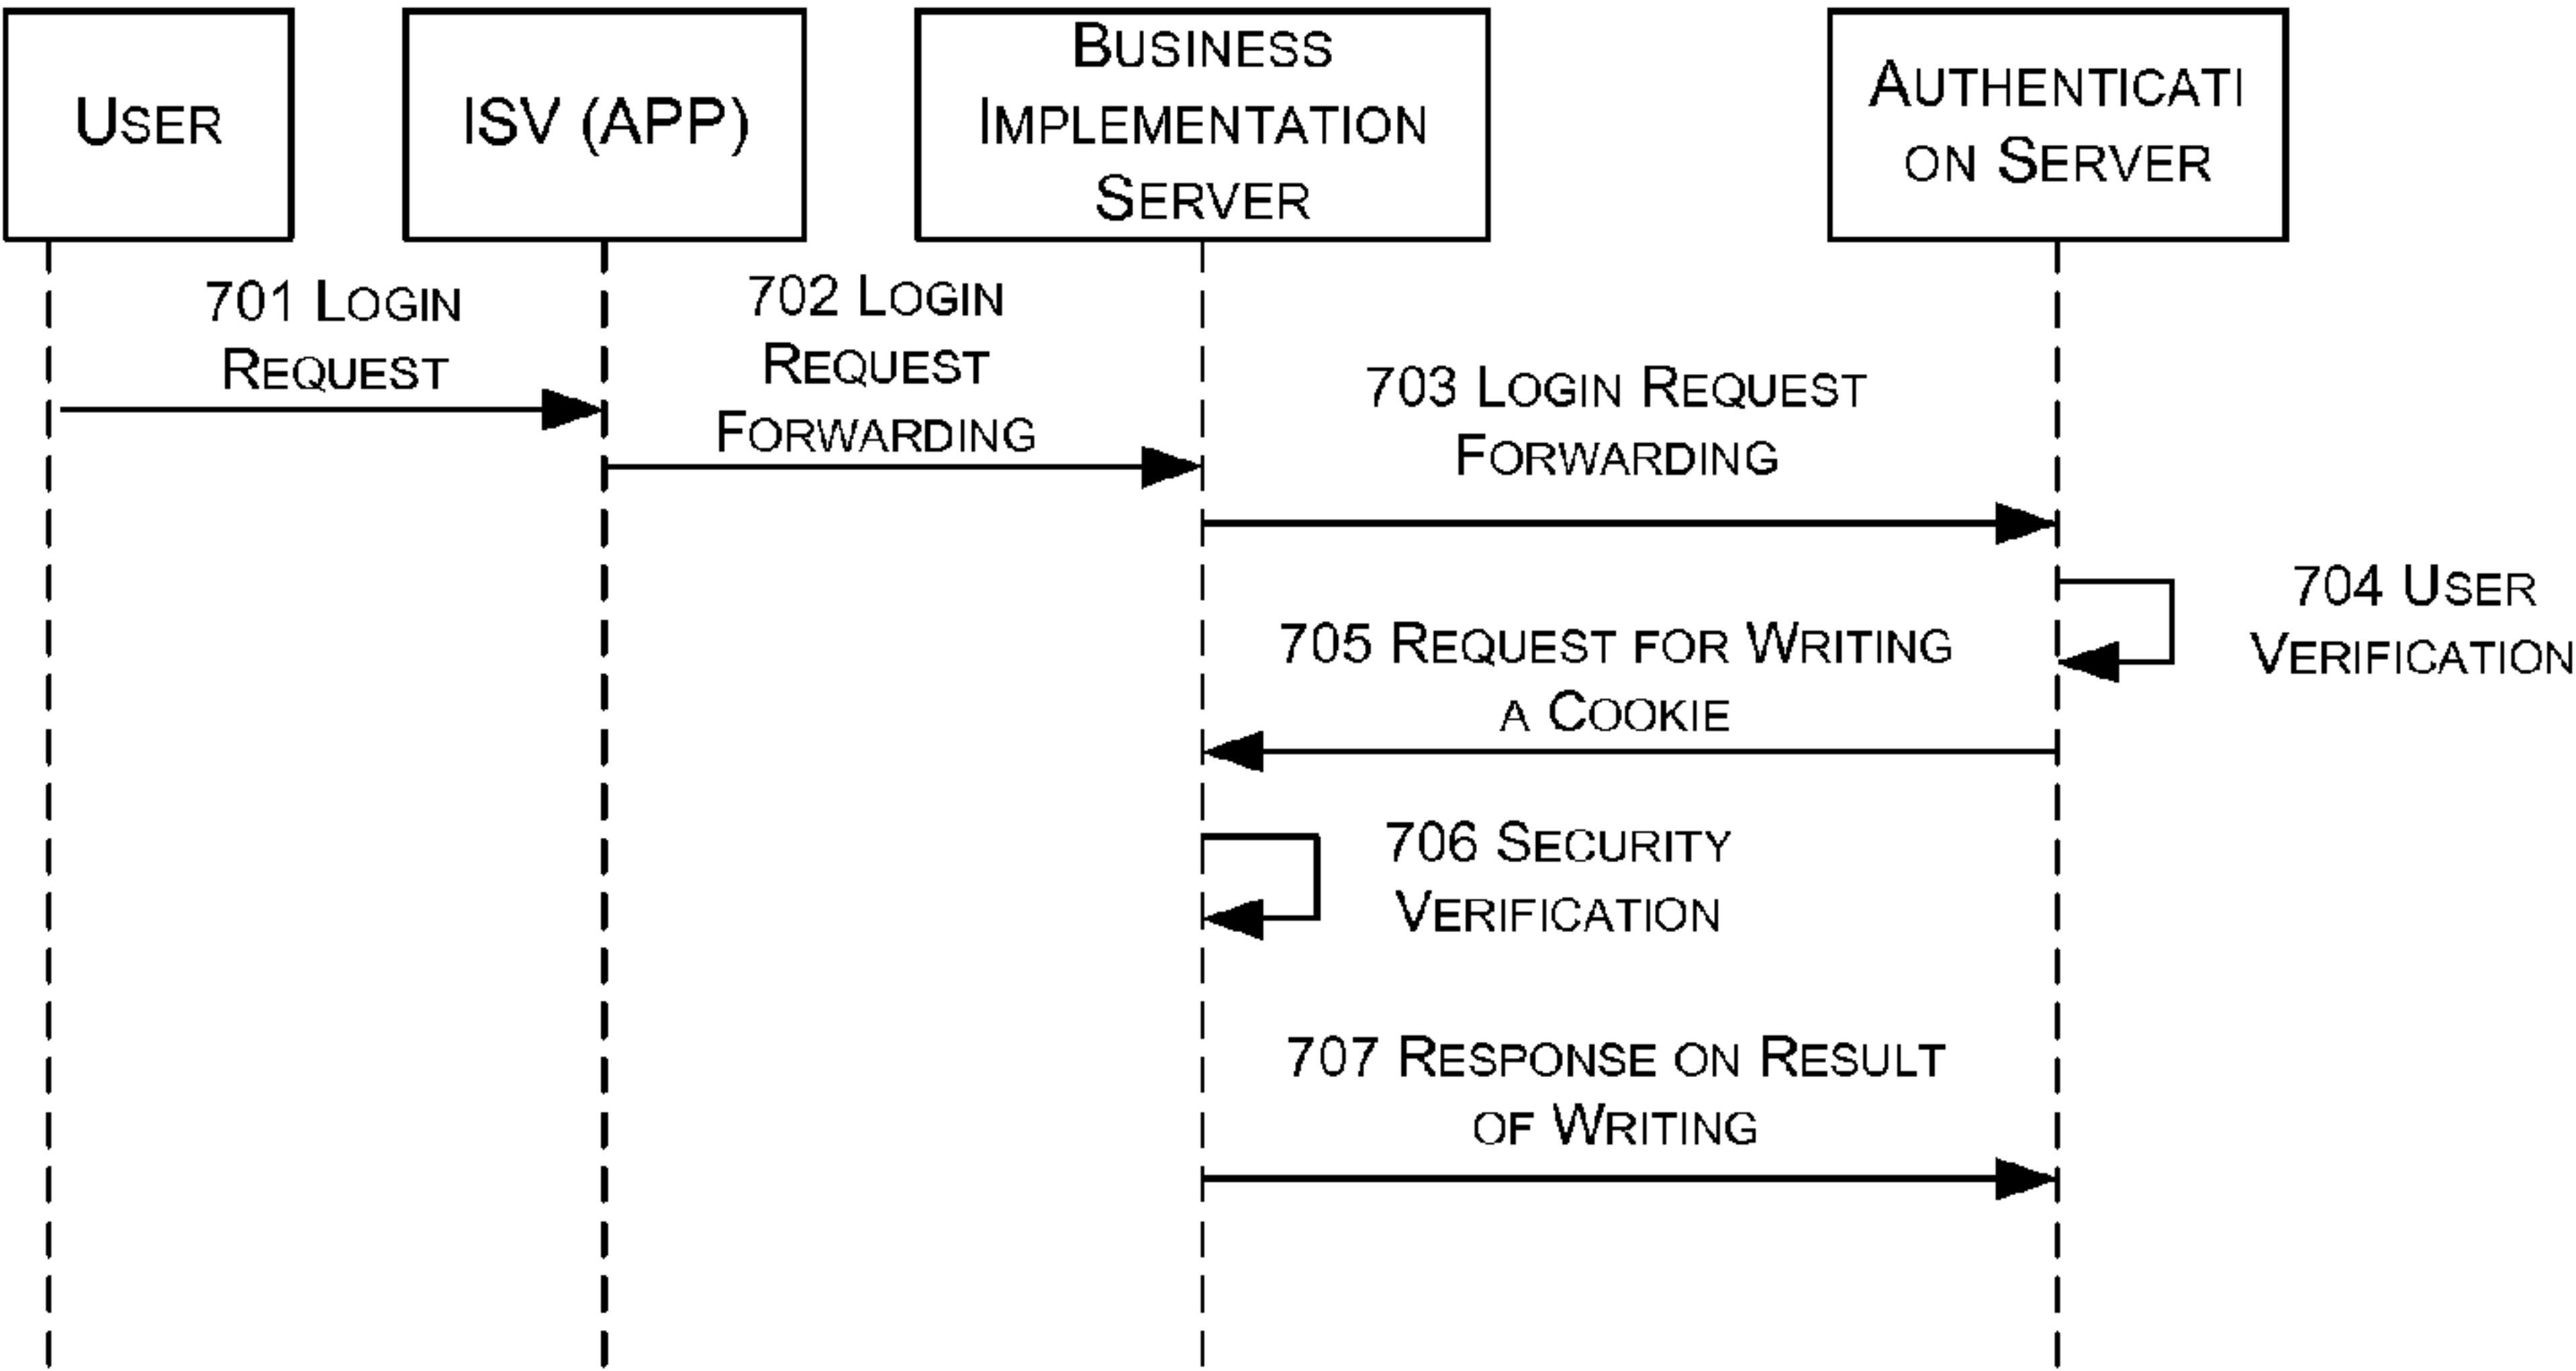 USER
ISV (APP)
BUSINESS
IMPLEMENTATION
SERVER
AUTHENTICATI
ON SERVER
701 LOGIN
REQUEST
702 LOGIN
REQUEST
FORWARDING
703 LOGIN REQUEST
FORWARDING
704 USER
VERIFICATION
705 REQUEST FOR WRITING
A COOKIE
706 SECURITY
VERIFICATION
707 RESPONSE ON RESULT
OF WRITING